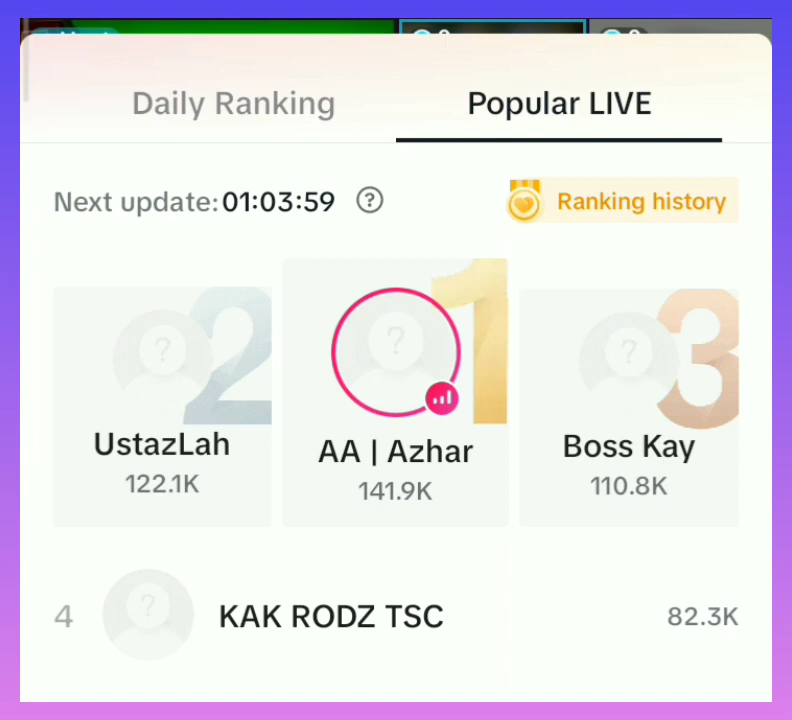 Daily Ranking
Popular LIVE
Next update: 01:03:59 ?
Ranking history
2
UstazLah
122.1K
1
AA | Azhar
141.9K
3
Boss Kay
110.8K
4 KAK RODZ TSC 82.3K